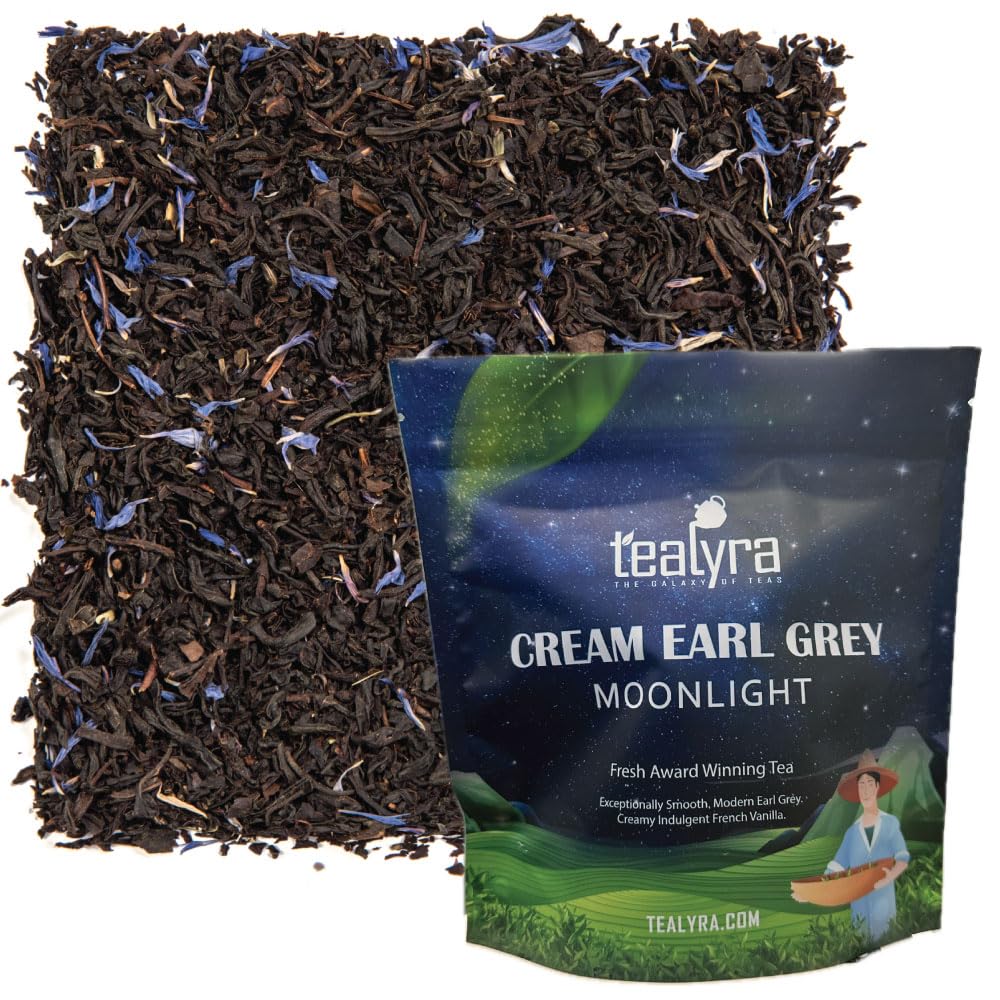 tealyra
THE GALAXY OF TEAS
CREAM EARL GREY
MOONLIGHT
Fresh Award Winning Tea
Exceptionally Smooth, Modern Earl Grey.
Creamy Indulgent French Vanilla.
TEALYRA.COM